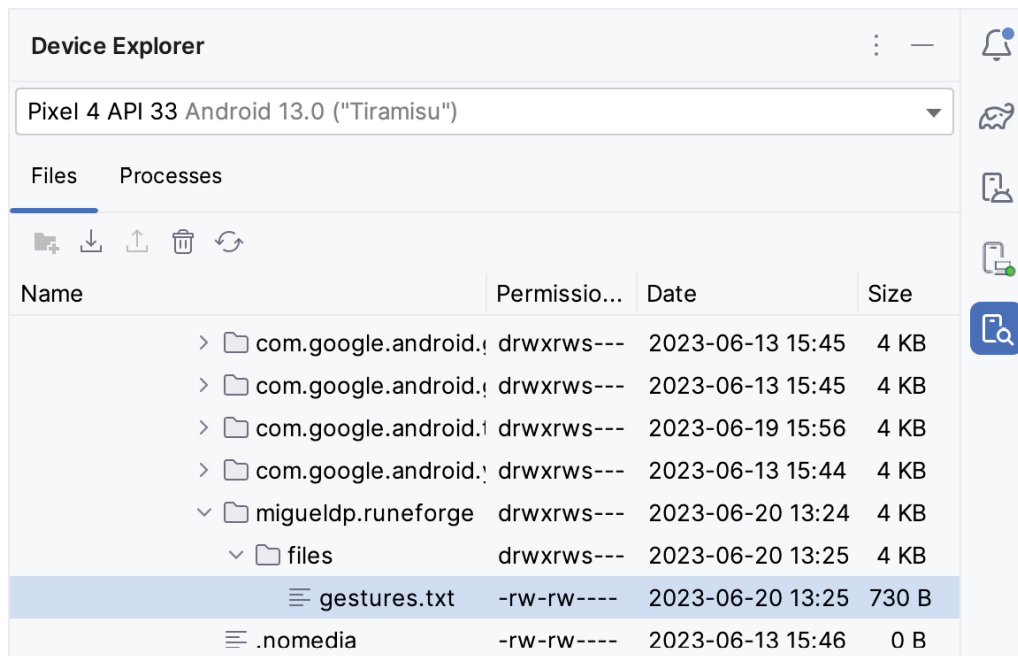 Device Explorer
Pixel 4 API 33 Android 13.0 ("Tiramisu")
Files Processes
Name Permissio... Date Size
com.google.android.g drwxrws--- 2023-06-13 15:45 4 KB
com.google.android.g drwxrws--- 2023-06-13 15:45 4 KB
com.google.android.t drwxrws--- 2023-06-19 15:56 4 KB
com.google.android.y drwxrws--- 2023-06-13 15:44 4 KB
migueldp.runeforge drwxrws--- 2023-06-20 13:24 4 KB
files drwxrws--- 2023-06-20 13:25 4 KB
gestures.txt -rw-rw---- 2023-06-20 13:25 730 B
.nomedia -rw-rw---- 2023-06-13 15:46 0 B